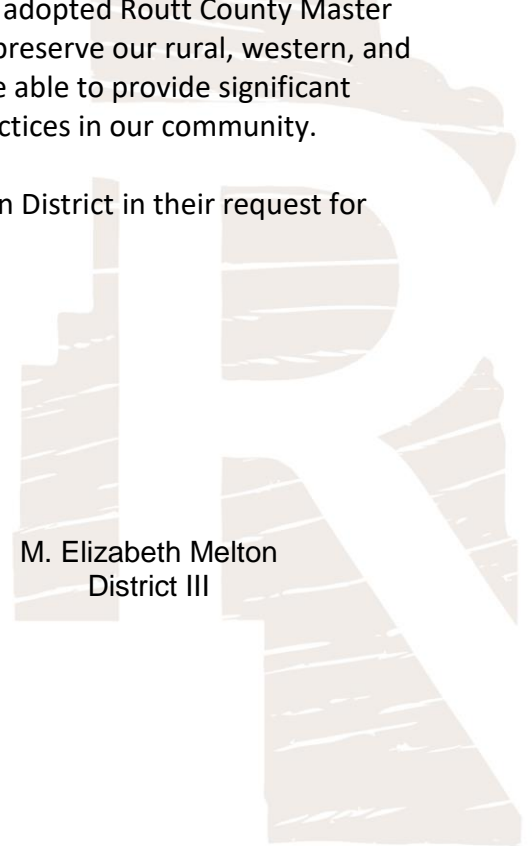 adopted Routt County Master
preserve our rural, western, and
e able to provide significant
ctices in our community.
n District in their request for
M. Elizabeth Melton
District III